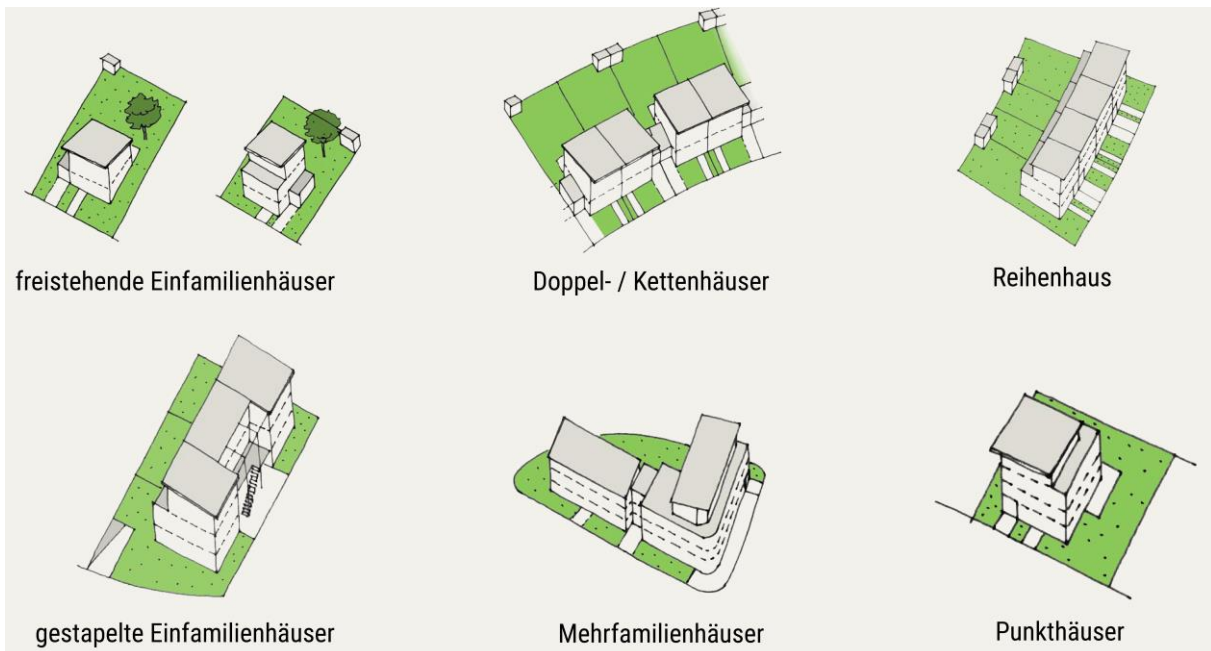 freistehende Einfamilienhäuser
Doppel- / Kettenhäuser
Reihenhaus
gestapelte Einfamilienhäuser
Mehrfamilienhäuser
Punkthäuser